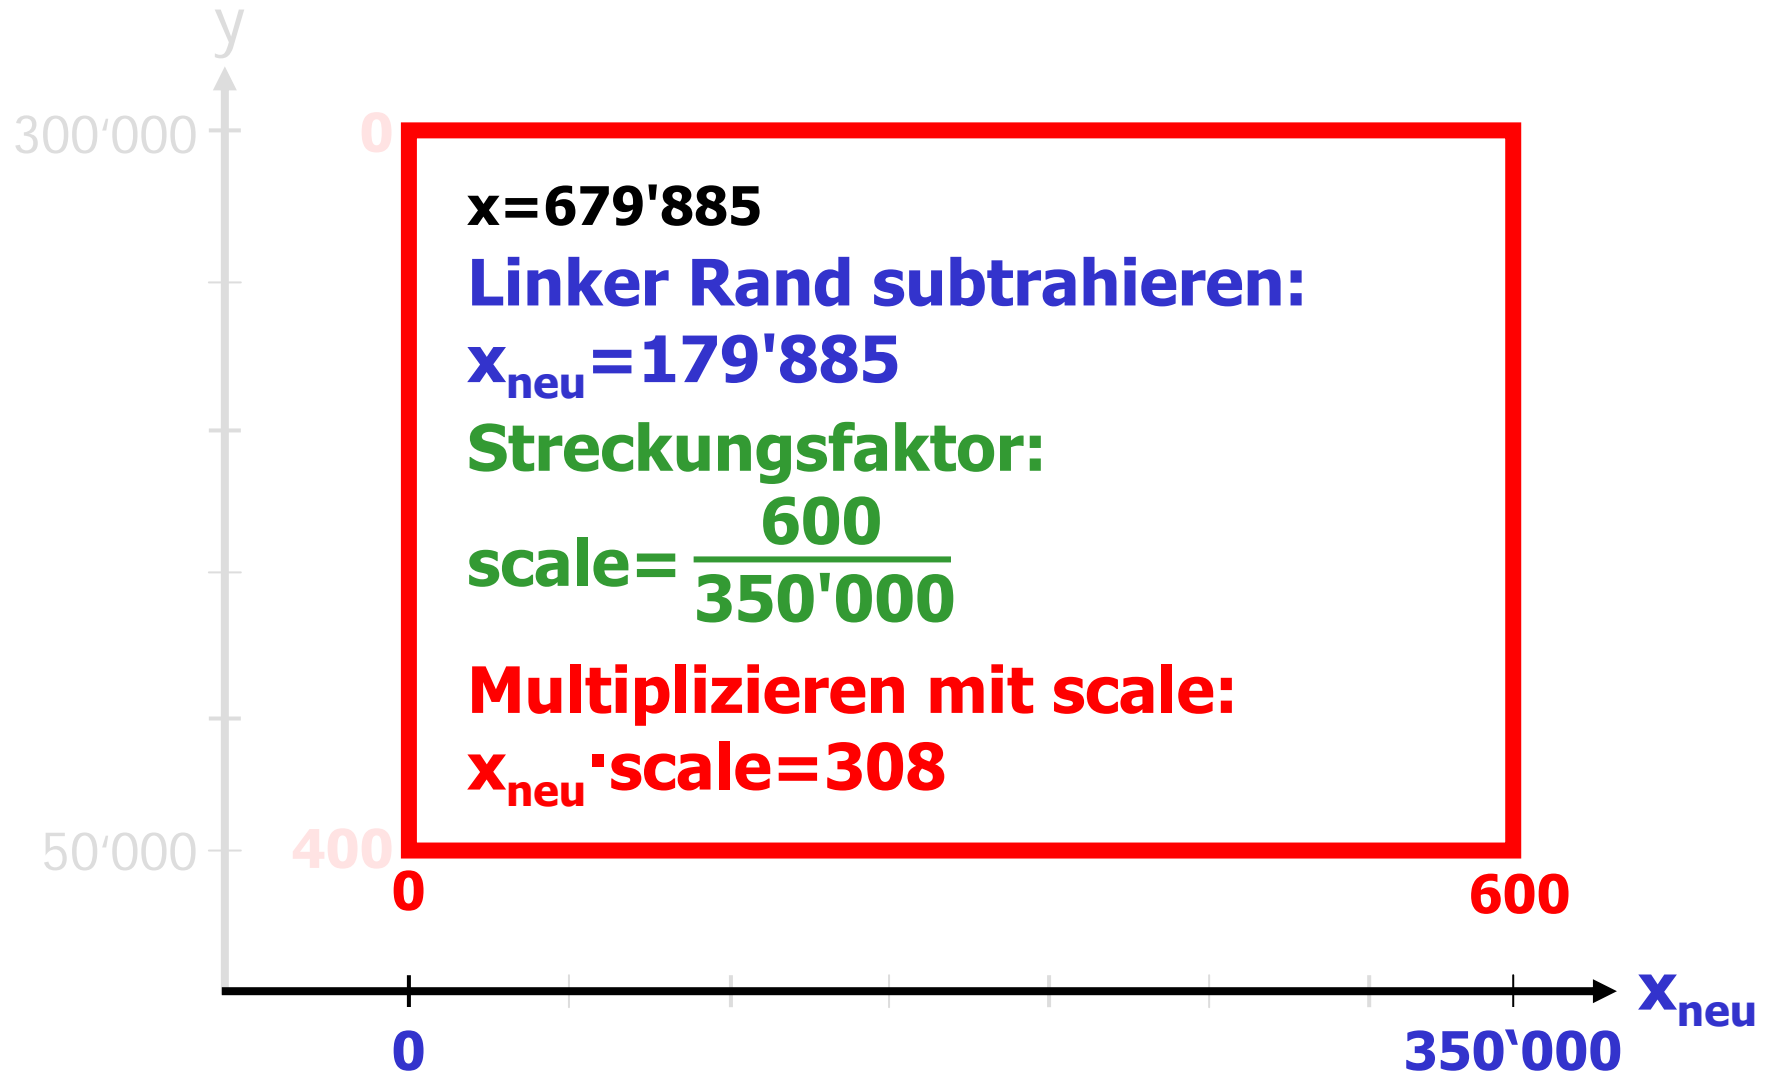 y
300‘000
0
x=679'885
Linker Rand subtrahieren:
xneu=179'885
Streckungsfaktor:
scale= 600
350'000
Multiplizieren mit scale:
xneu·scale=308
50‘000
400
0
600
xneu
0
350‘000